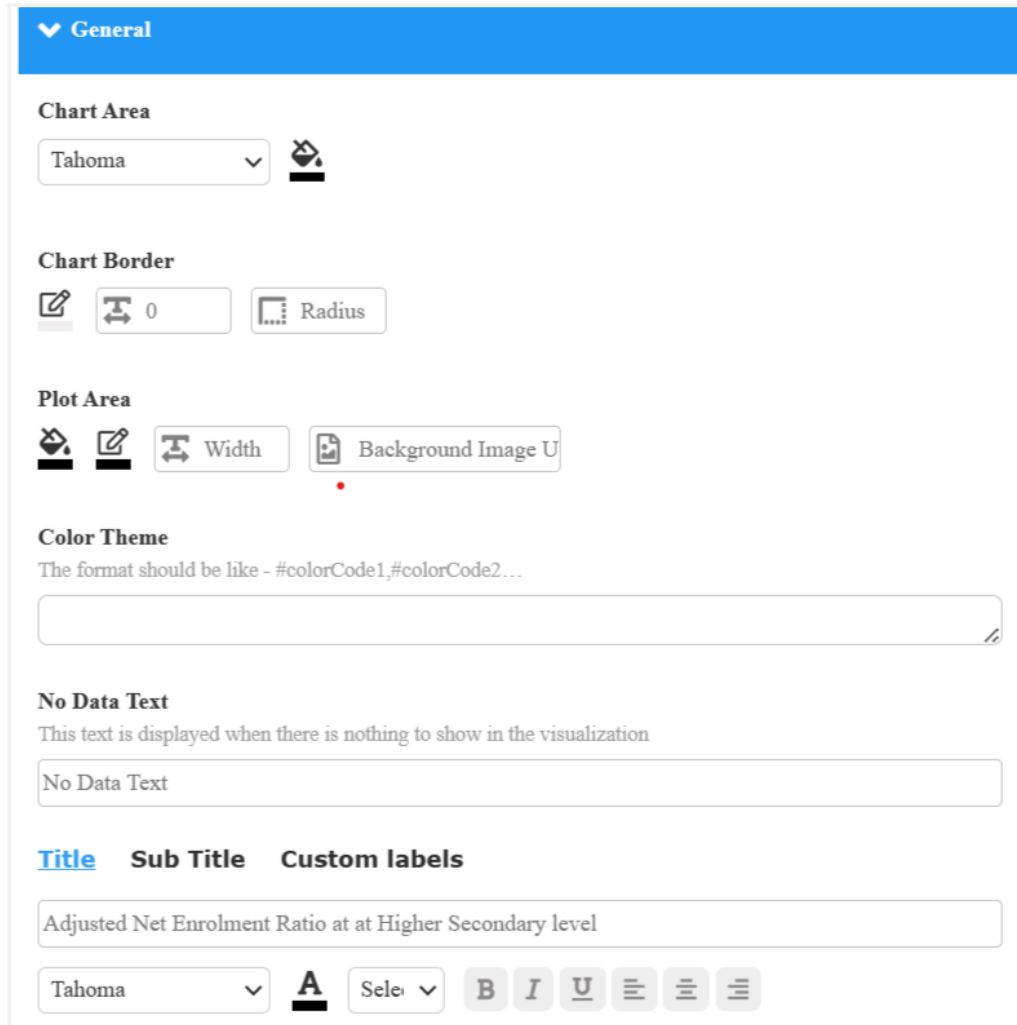 General
Chart Area
Tahoma
Chart Border
0 Radius
Plot Area
Width Background Image U
Color Theme
The format should be like - #colorCode1,#colorCode2…
No Data Text
This text is displayed when there is nothing to show in the visualization
No Data Text
Title Sub Title Custom labels
Adjusted Net Enrolment Ratio at at Higher Secondary level
Tahoma A Sele B I U